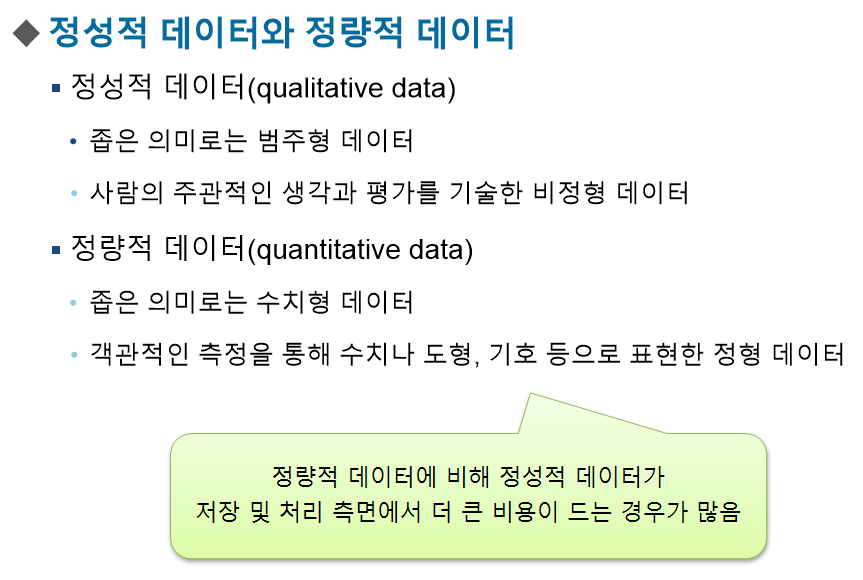 ◆ 정성적 데이터와 정량적 데이터
▪ 정성적 데이터(qualitative data)
• 좁은 의미로는 범주형 데이터
• 사람의 주관적인 생각과 평가를 기술한 비정형 데이터
▪ 정량적 데이터(quantitative data)
• 좁은 의미로는 수치형 데이터
• 객관적인 측정을 통해 수치나 도형, 기호 등으로 표현한 정형 데이터
정량적 데이터에 비해 정성적 데이터가
저장 및 처리 측면에서 더 큰 비용이 드는 경우가 많음